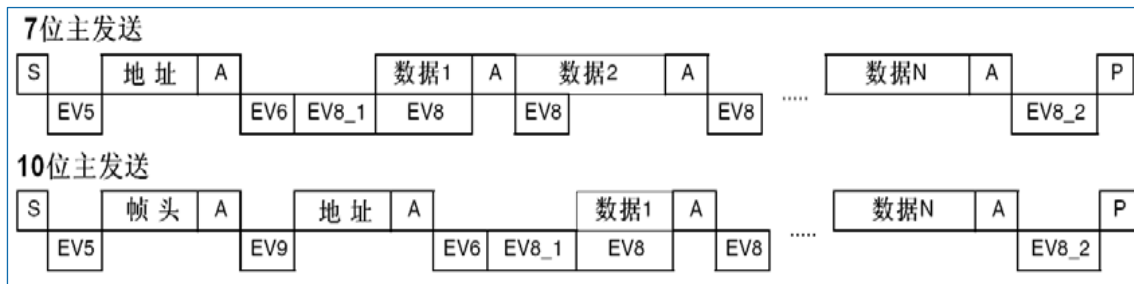 7位主发送
S 地 址 A 数据1 A 数据2 A ..... 数据N A P
EV5 EV6 EV8_1 EV8 EV8 EV8 EV8_2
10位主发送
S 帧 头 A 地 址 A 数据1 A ..... 数据N A P
EV5 EV9 EV6 EV8_1 EV8 EV8 EV8_2